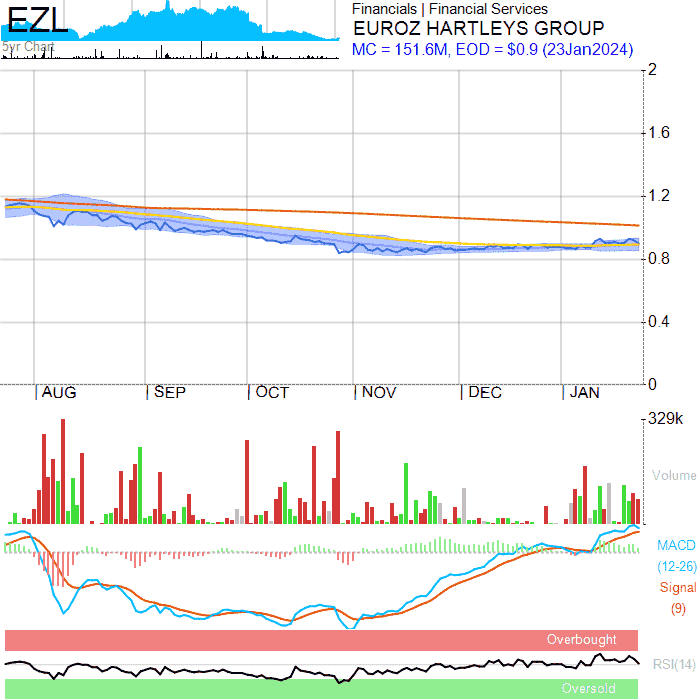 EZL
5yr Chart
Financials | Financial Services
EUROZ HARTLEYS GROUP
MC = 151.6M, EOD = $0.9 (23Jan2024)
2
1.6
1.2
0.8
0.4
0
AUG SEP OCT NOV DEC JAN
329k
Volume
MACD
(12-26)
Signal
(9)
Overbought
RSI(14)
Oversold